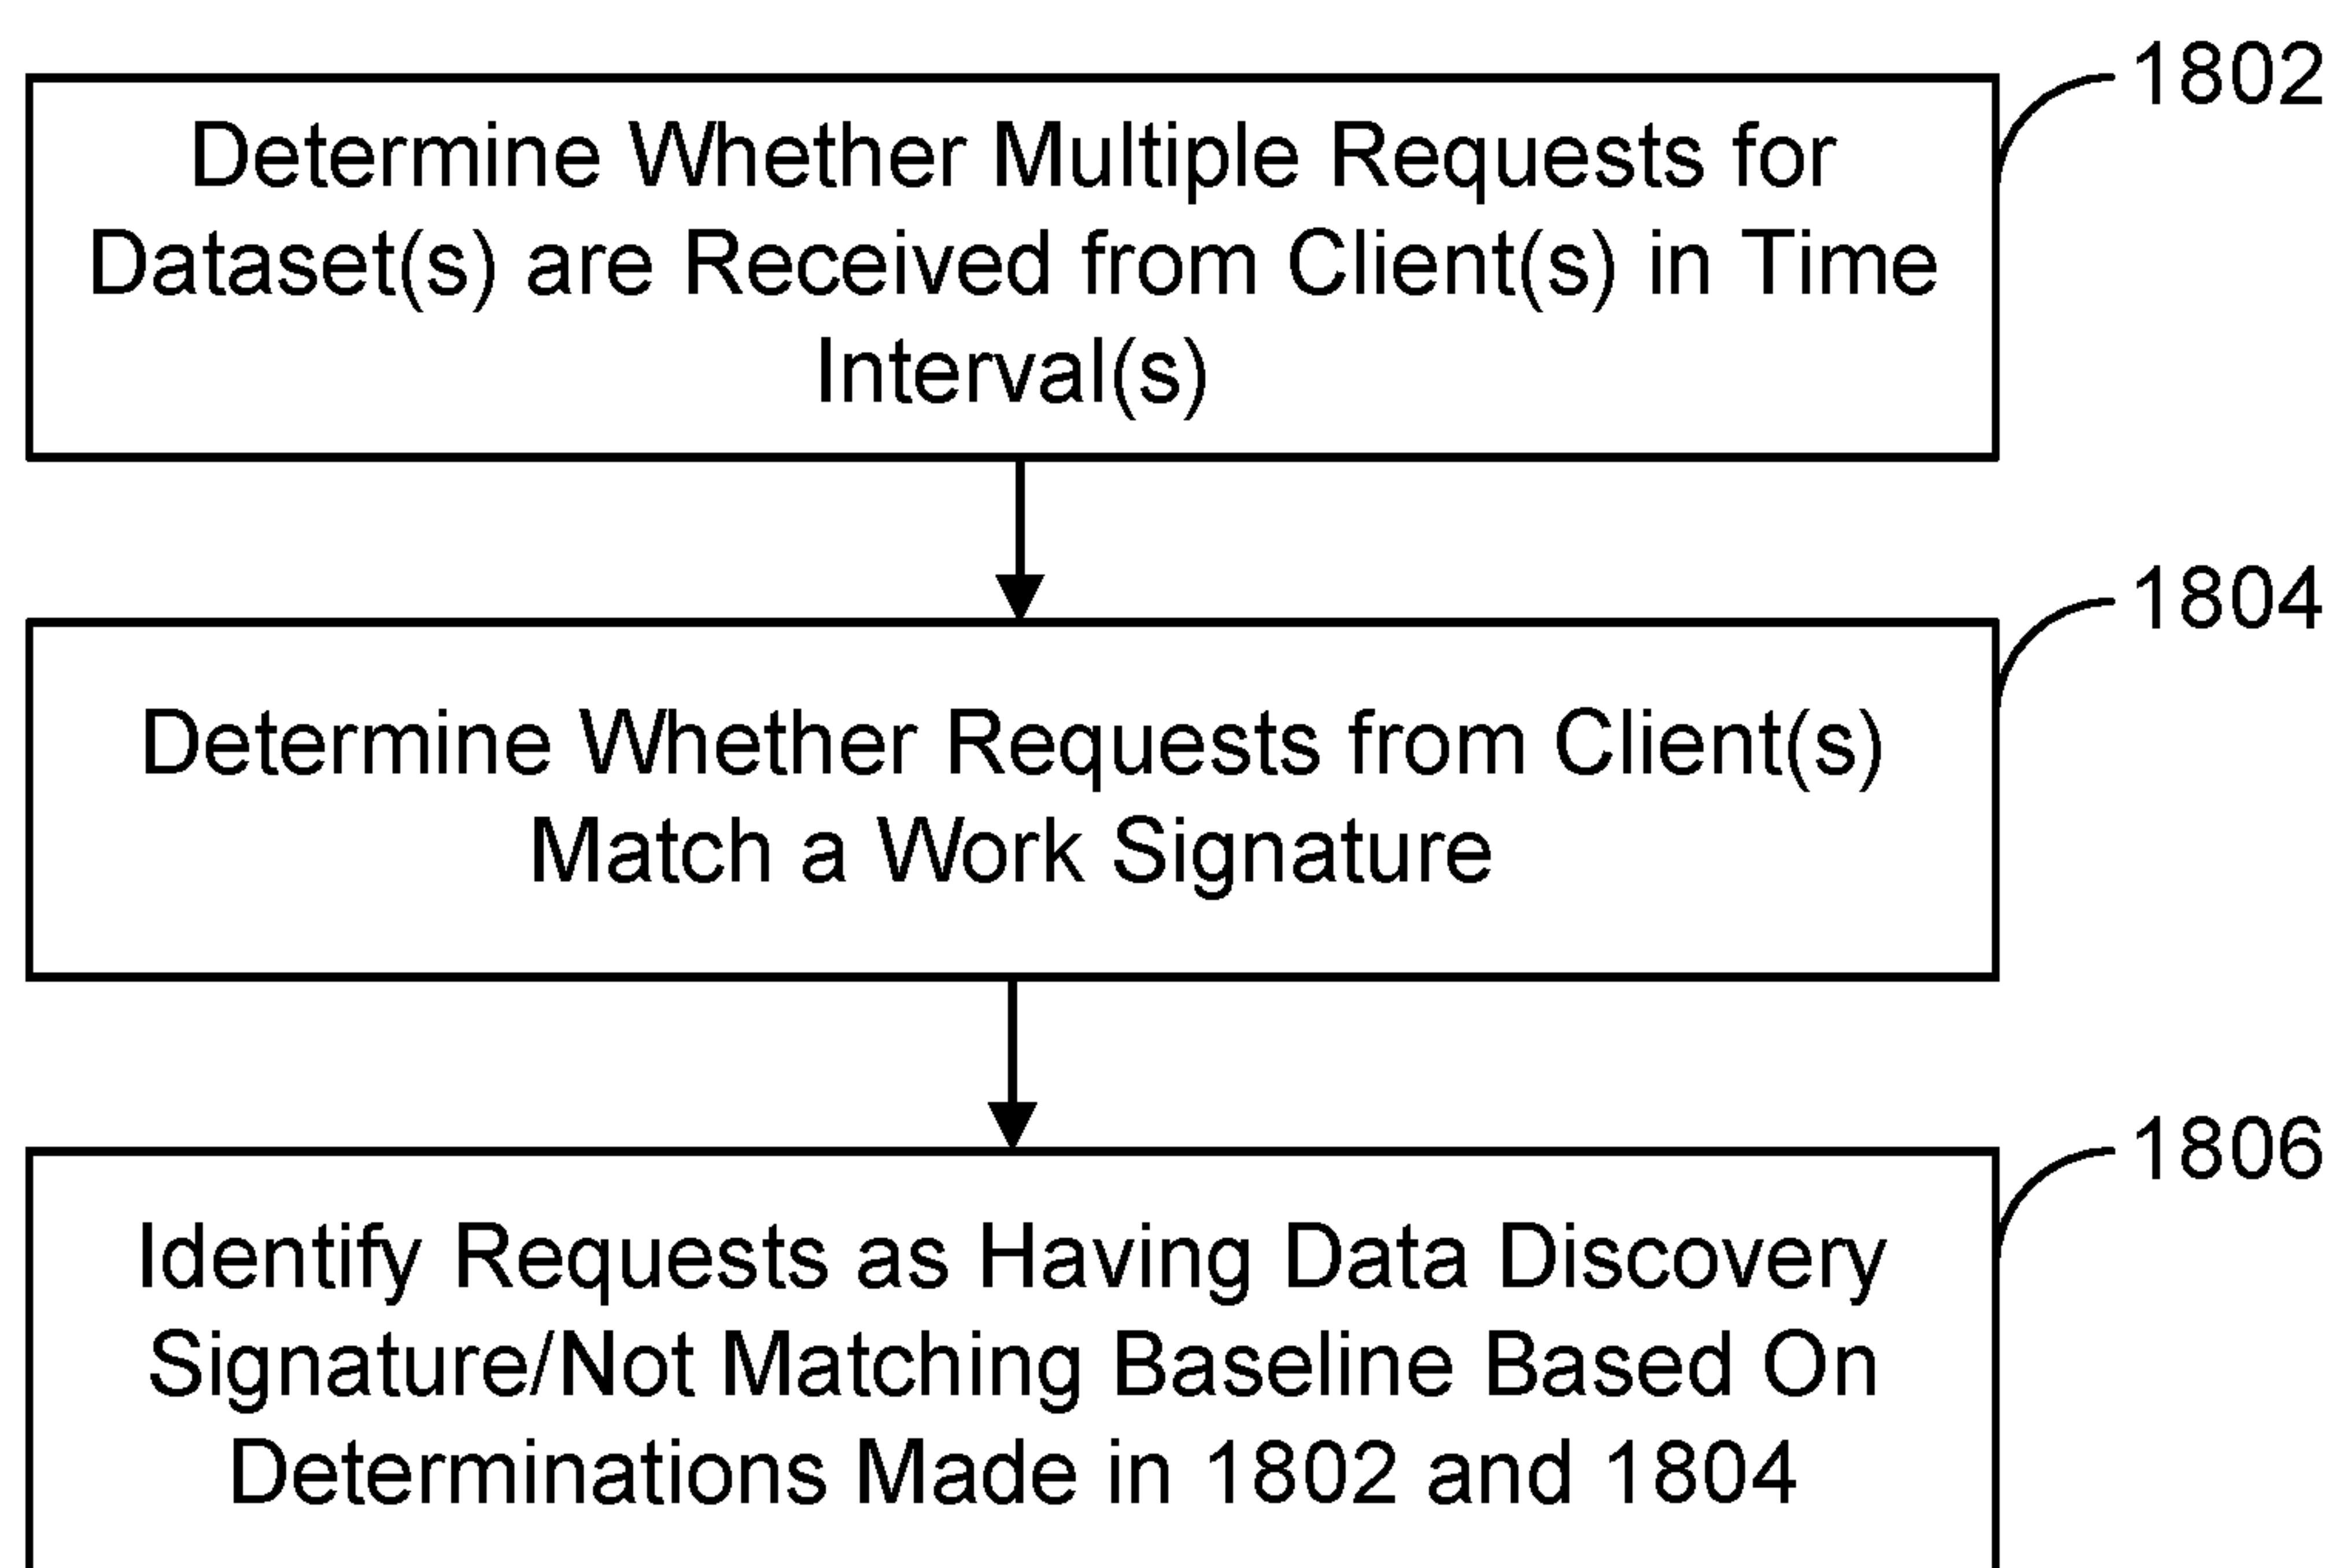 1802
Determine Whether Multiple Requests for
Dataset(s) are Received from Client(s) in Time
Interval(s)
1804
Determine Whether Requests from Client(s)
Match a Work Signature
1806
Identify Requests as Having Data Discovery
Signature/Not Matching Baseline Based On
Determinations Made in 1802 and 1804